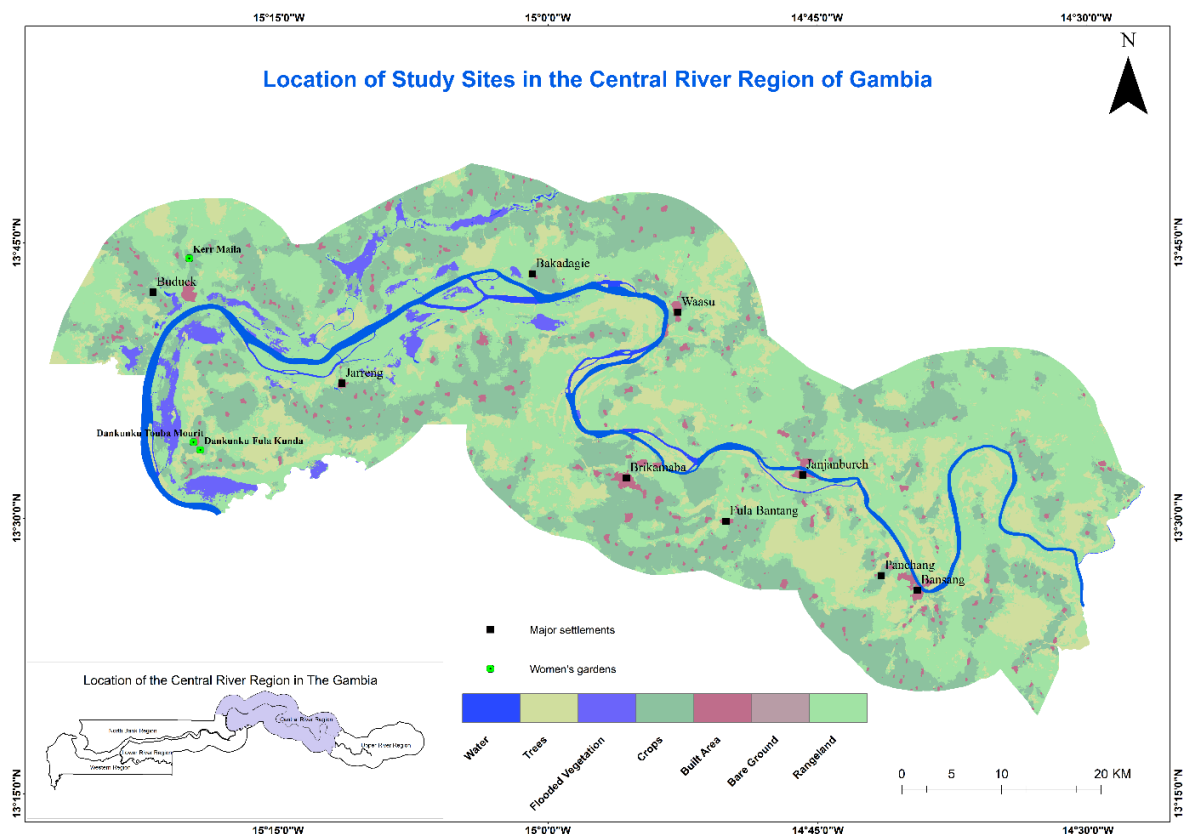 15°15'0"W 15°0'0"W 14°45'0"W 14°30'0"W
N
Location of Study Sites in the Central River Region of Gambia
13°45'0"N 13°45'0"N
Kerr Maila
Buduck
Bakadagie
Waasu
Jarreng
Dankunku Touba Mourit
Dankunku Fula Kunda
Brikamaba
Janjanbureh
Fula Bantang
13°30'0"N 13°30'0"N
Panchang
Bansang
Major settlements
Women's gardens
Water
Trees
Flooded Vegetation
Crops
Built Area
Bare Ground
Rangeland
Location of the Central River Region in The Gambia
North Bank Region
Central River Region
Lower River Region
Upper River Region
Western Region
0 5 10 20 KM
13°15'0"N 13°15'0"N
15°15'0"W 15°0'0"W 14°45'0"W 14°30'0"W